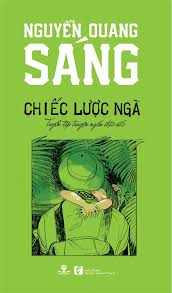 NGUYỄN QUANG
SÁNG
CHIẾC LƯỢC NGÀ
Tuyển tập truyện ngắn đặc sắc